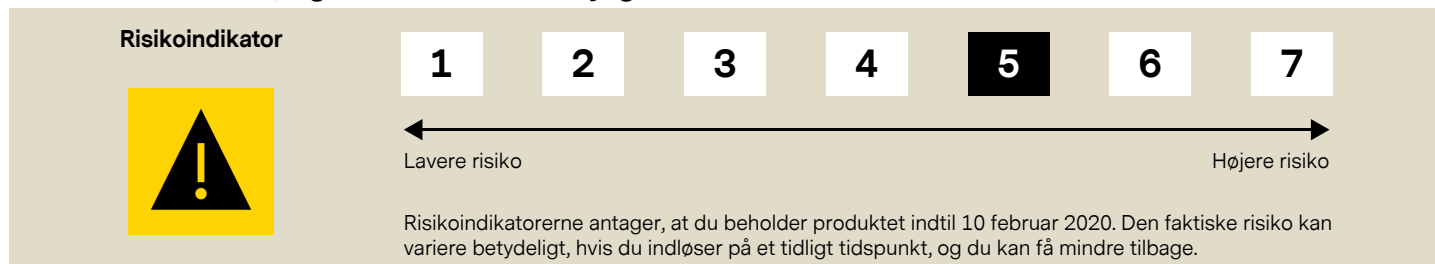 Risikoindikator
1 2 3 4 5 6 7
Lavere risiko Højere risiko
Risikoindikatorerne antager, at du beholder produktet indtil 10 februar 2020. Den faktiske risiko kan
variere betydeligt, hvis du indløser på et tidligt tidspunkt, og du kan få mindre tilbage.